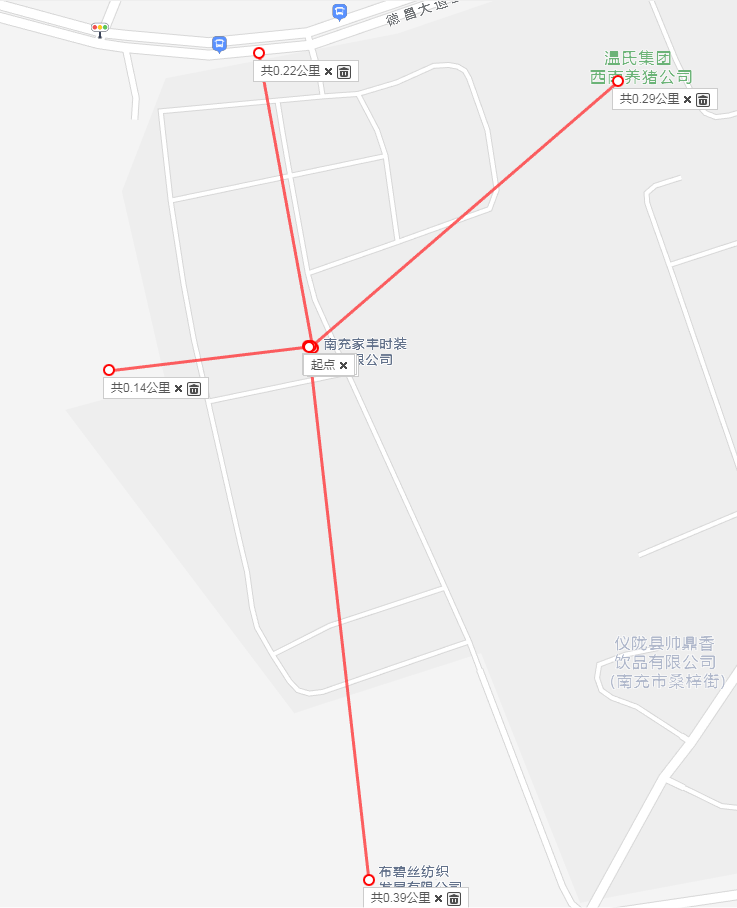 德昌大道
共0.22公里
温氏集团
西南养猪公司
共0.29公里
南充家丰时装
限公司
起点
共0.14公里
仪陇县帅鼎香
饮品有限公司
(南充市桑梓街)
布碧丝纺织
发展有限公司
共0.39公里